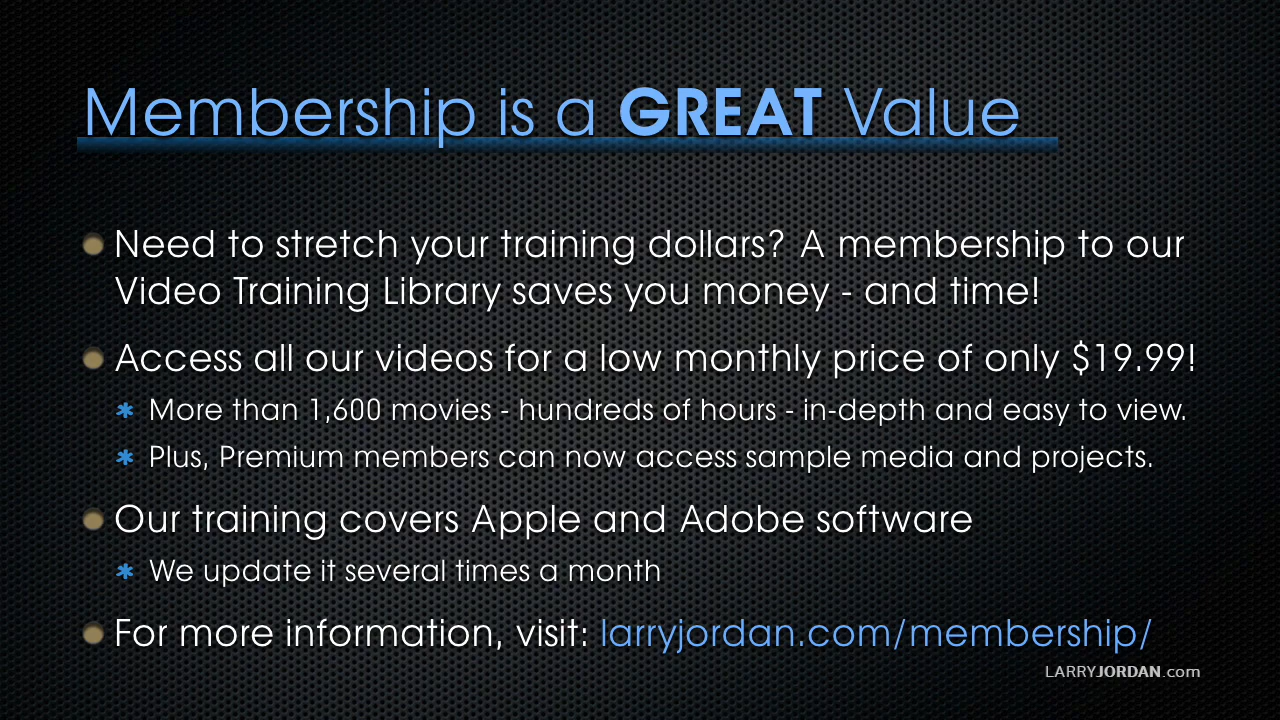 Membership is a GREAT Value
Need to stretch your training dollars? A membership to our
Video Training Library saves you money - and time!
Access all our videos for a low monthly price of only $19.99!
More than 1,600 movies - hundreds of hours - in-depth and easy to view.
Plus, Premium members can now access sample media and projects.
Our training covers Apple and Adobe software
We update it several times a month
For more information, visit: larryjordan.com/membership/
LARRYJORDAN.com